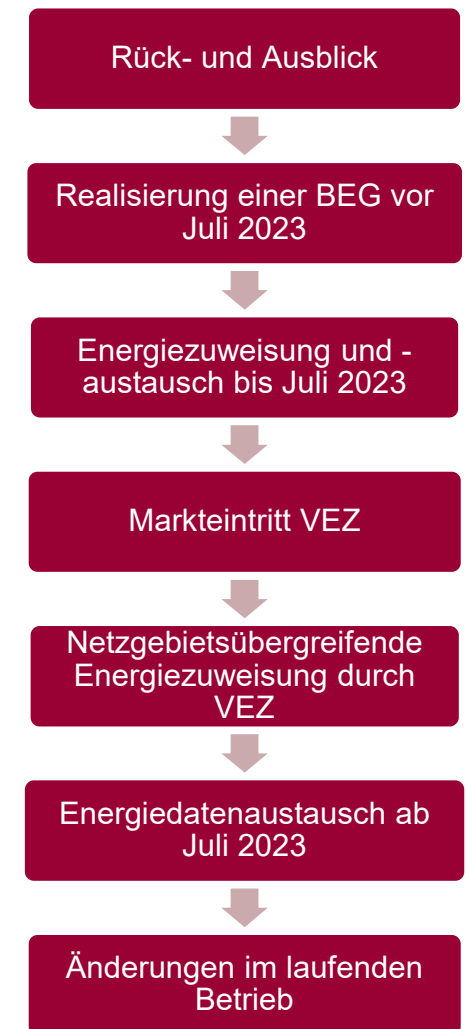 Rück- und Ausblick
Realisierung einer BEG vor
Juli 2023
Energiezuweisung und -
austausch bis Juli 2023
Markteintritt VEZ
Netzgebietsübergreifende
Energiezuweisung durch
VEZ
Energiedatenaustausch ab
Juli 2023
Änderungen im laufenden
Betrieb